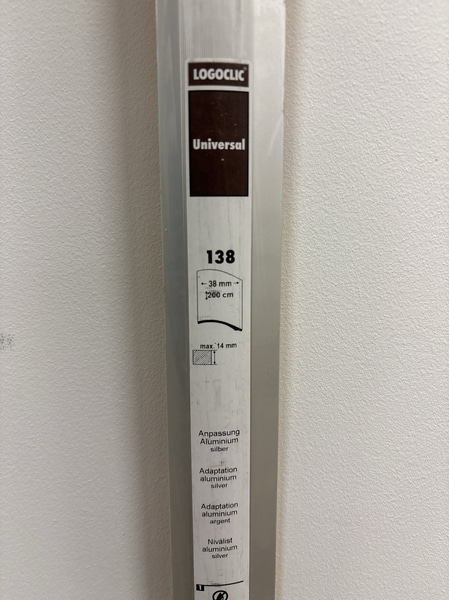 LOGOCLIC®
Universal
138
38 mm
200 cm
max. 14 mm
Anpassung
Aluminium
silber
Adaptation
aluminium
silver
Adaptation
aluminium
argent
Nivålist
aluminium
silver
1